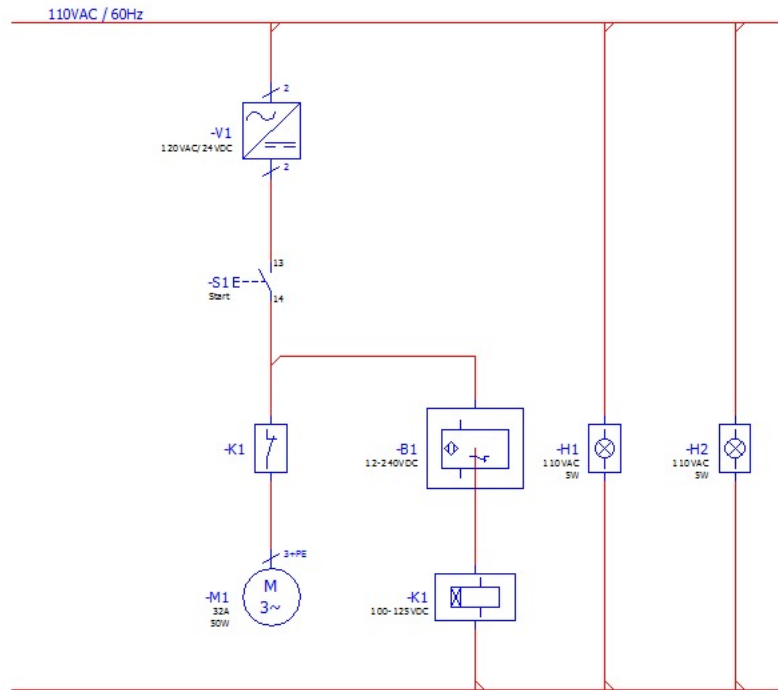 110VAC / 60Hz
2
-V1
120VAC/24VDC
2
13
-S1 E
Start
14
-K1
-B1
12-240VDC
-H1
110VAC
5W
-H2
110VAC
5W
3+PE
-M1
32A
50W
M
3~
-K1
100-125VDC